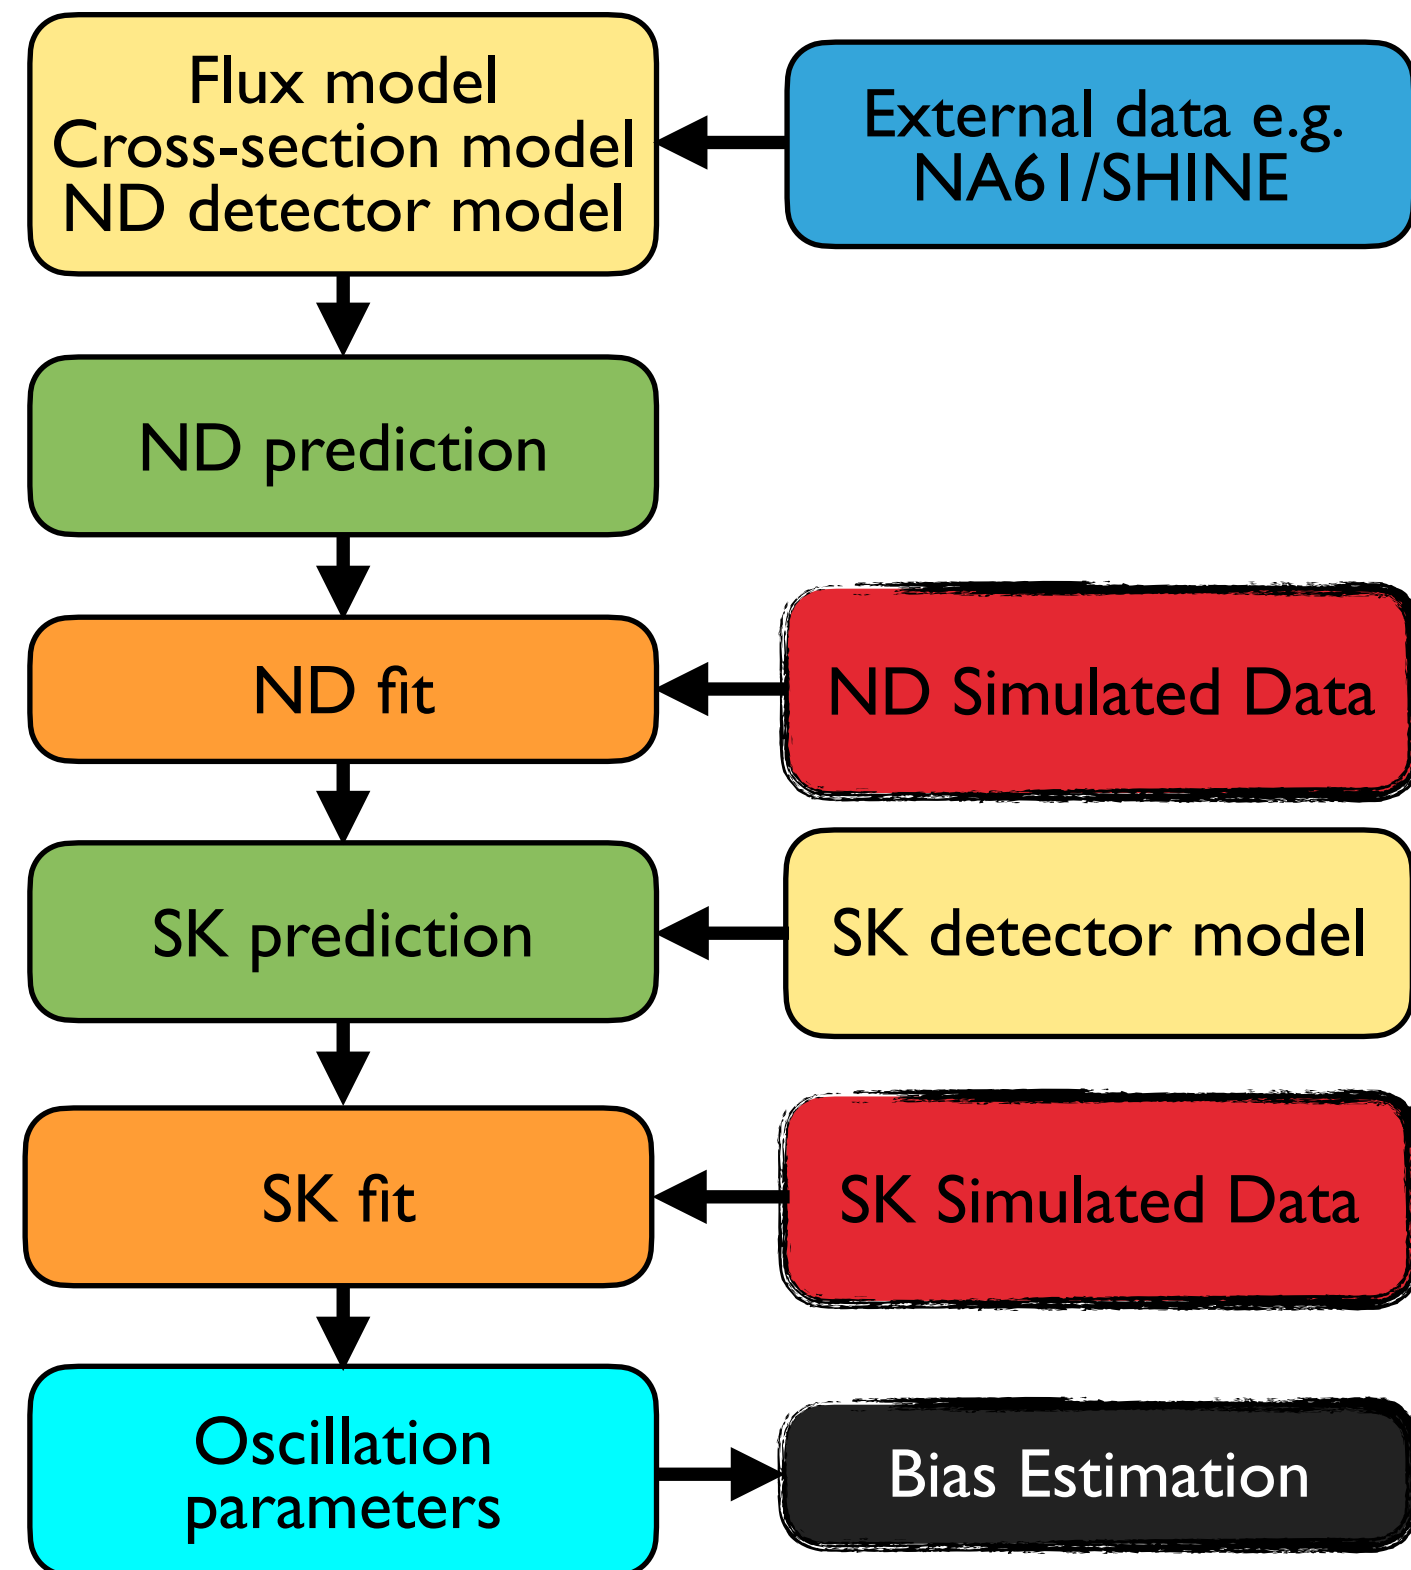 Flux model
Cross-section model
ND detector model
External data e.g.
NA61/SHINE
ND prediction
ND fit
ND Simulated Data
SK prediction
SK detector model
SK fit
SK Simulated Data
Oscillation
parameters
Bias Estimation